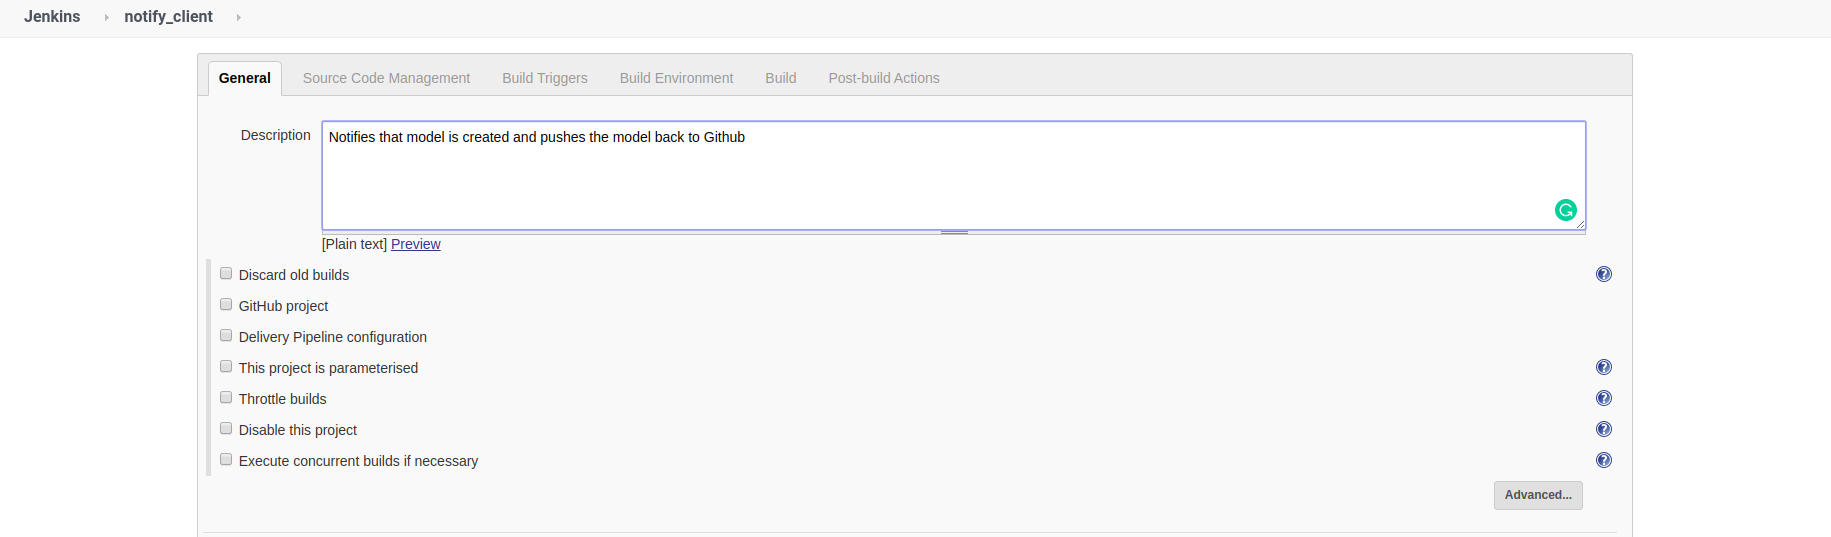 Jenkins notify_client
General Source Code Management Build Triggers Build Environment Build Post-build Actions
Description
Notifies that model is created and pushes the model back to Github
[Plain text] Preview
Discard old builds
GitHub project
Delivery Pipeline configuration
This project is parameterised
Throttle builds
Disable this project
Execute concurrent builds if necessary
Advanced...